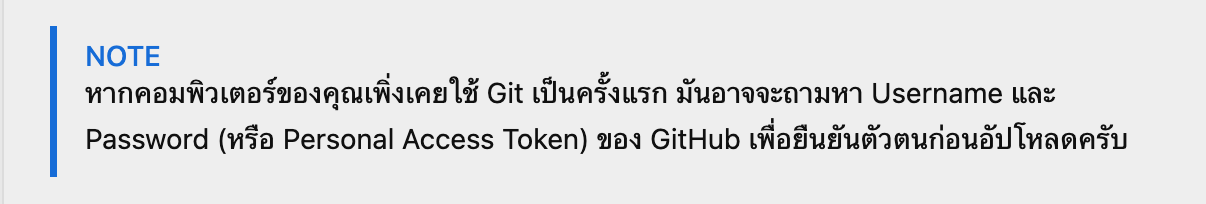 NOTE
หากคอมพิวเตอร์ของคุณเพิ่งเคยใช้ Git เป็นครั้งแรก มันอาจจะถามหา Username และ
Password (หรือ Personal Access Token) ของ GitHub เพื่อยืนยันตัวตนก่อนอัปโหลดครับ